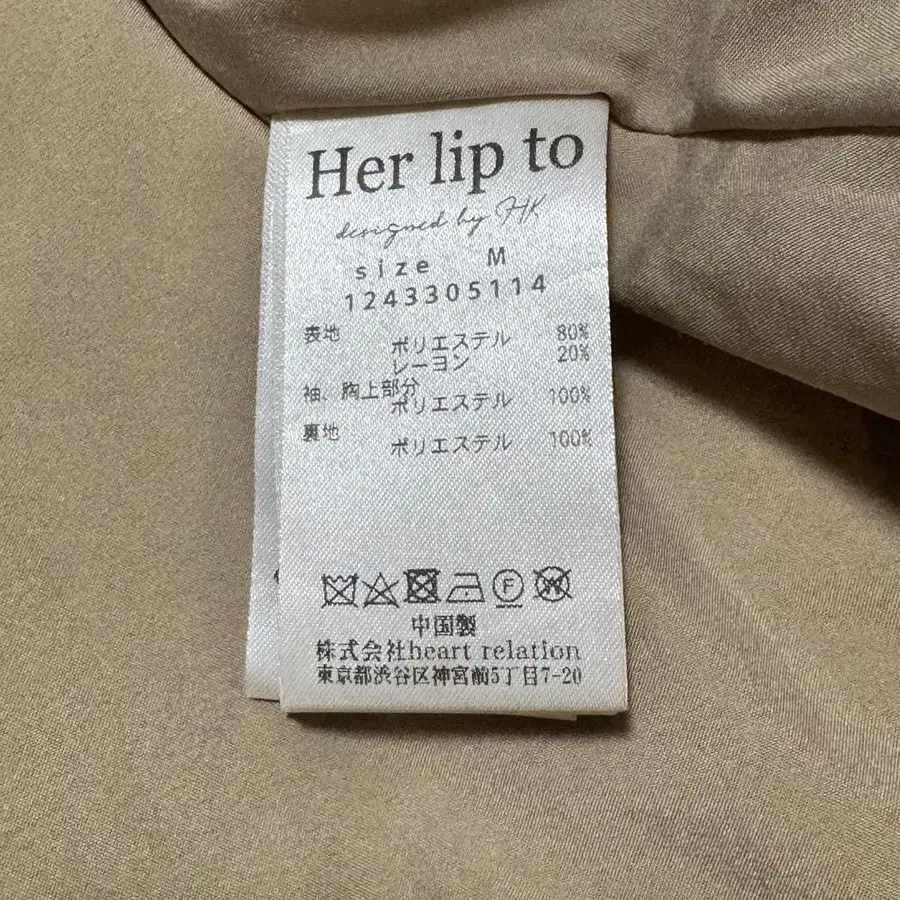 Her lip to
designed by HK
size M
1243305114
表地 ポリエステル 80%
レーヨン 20%
袖、胸上部分 ポリエステル 100%
裏地 ポリエステル 100%
F W
中国製
株式会社heart relation
東京都渋谷区神宮前5丁目7-20